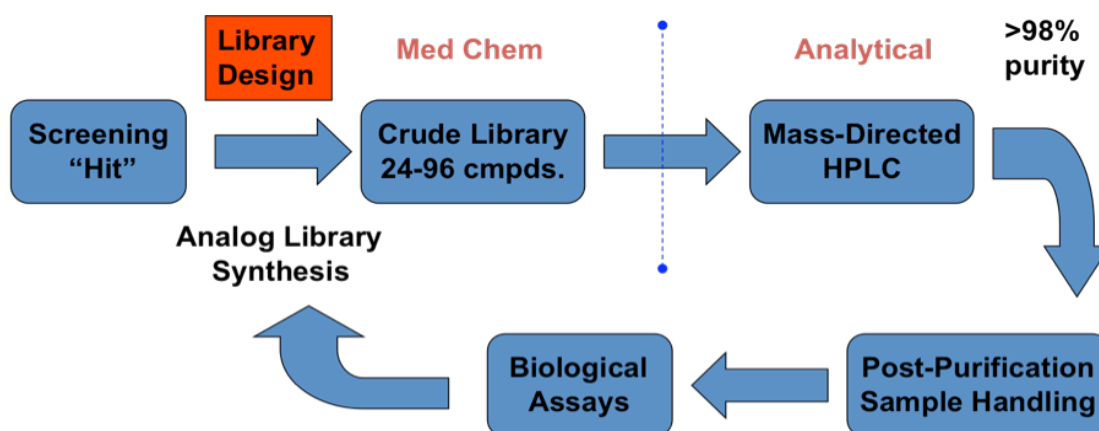 Library
Design
Med Chem
Analytical
>98%
purity
Screening
“Hit”
Crude Library
24-96 cmpds.
Mass-Directed
HPLC
Analog Library
Synthesis
Biological
Assays
Post-Purification
Sample Handling